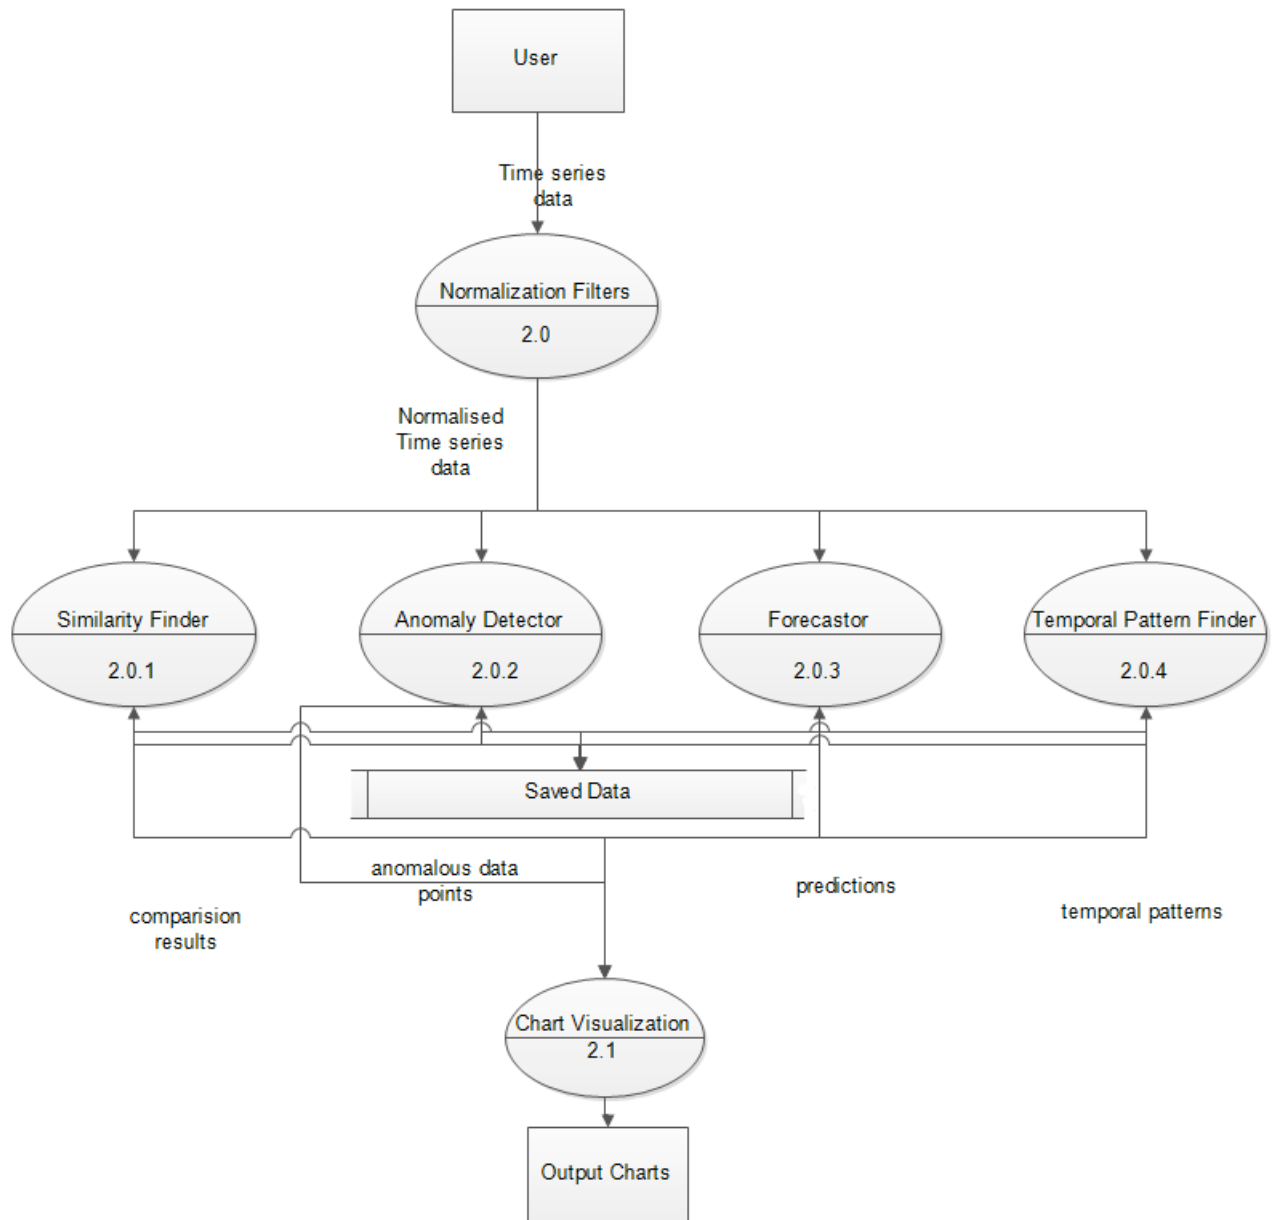 User
Time series
data
Normalization Filters
2.0
Normalised
Time series
data
Similarity Finder
2.0.1
Anomaly Detector
2.0.2
Forecastor
2.0.3
Temporal Pattern Finder
2.0.4
Saved Data
anomalous data
points
predictions
comparision
results
temporal patterns
Chart Visualization
2.1
Output Charts